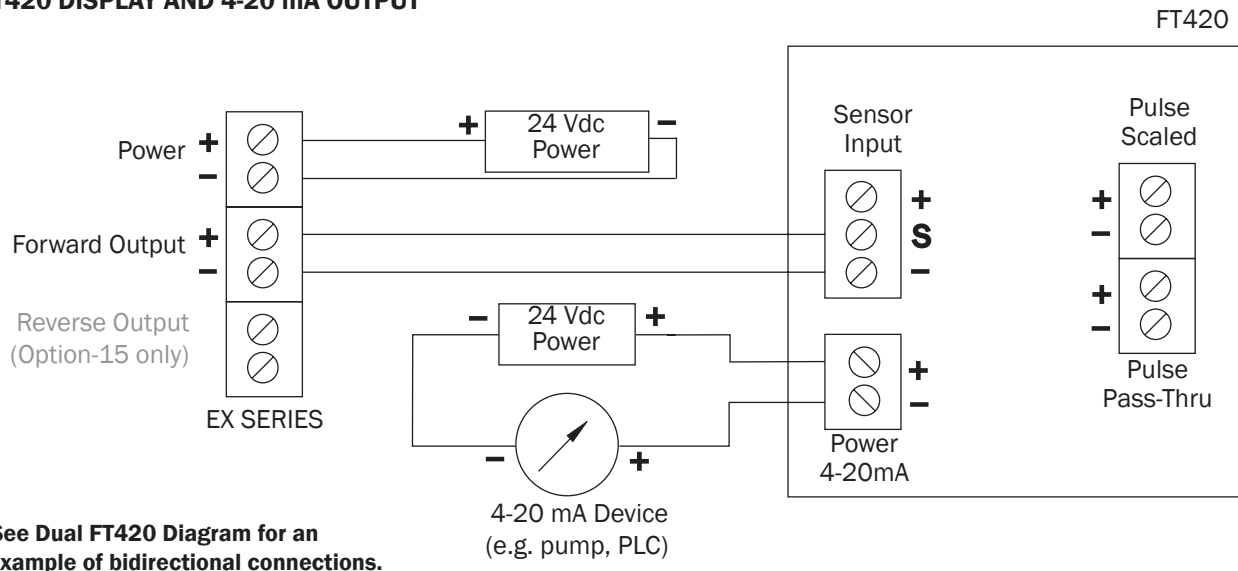 T420 DISPLAY AND 4-20 mA OUTPUT
FT420
Power
+
−
+
24 Vdc
Power
−
Sensor
Input
+
S
−
Pulse
Scaled
+
−
Forward Output
+
−
+
−
Pulse
Pass-Thru
Reverse Output
(Option-15 only)
EX SERIES
−
24 Vdc
Power
+
+
−
Power
4-20mA
−
+
4-20 mA Device
(e.g. pump, PLC)
See Dual FT420 Diagram for an
example of bidirectional connections.